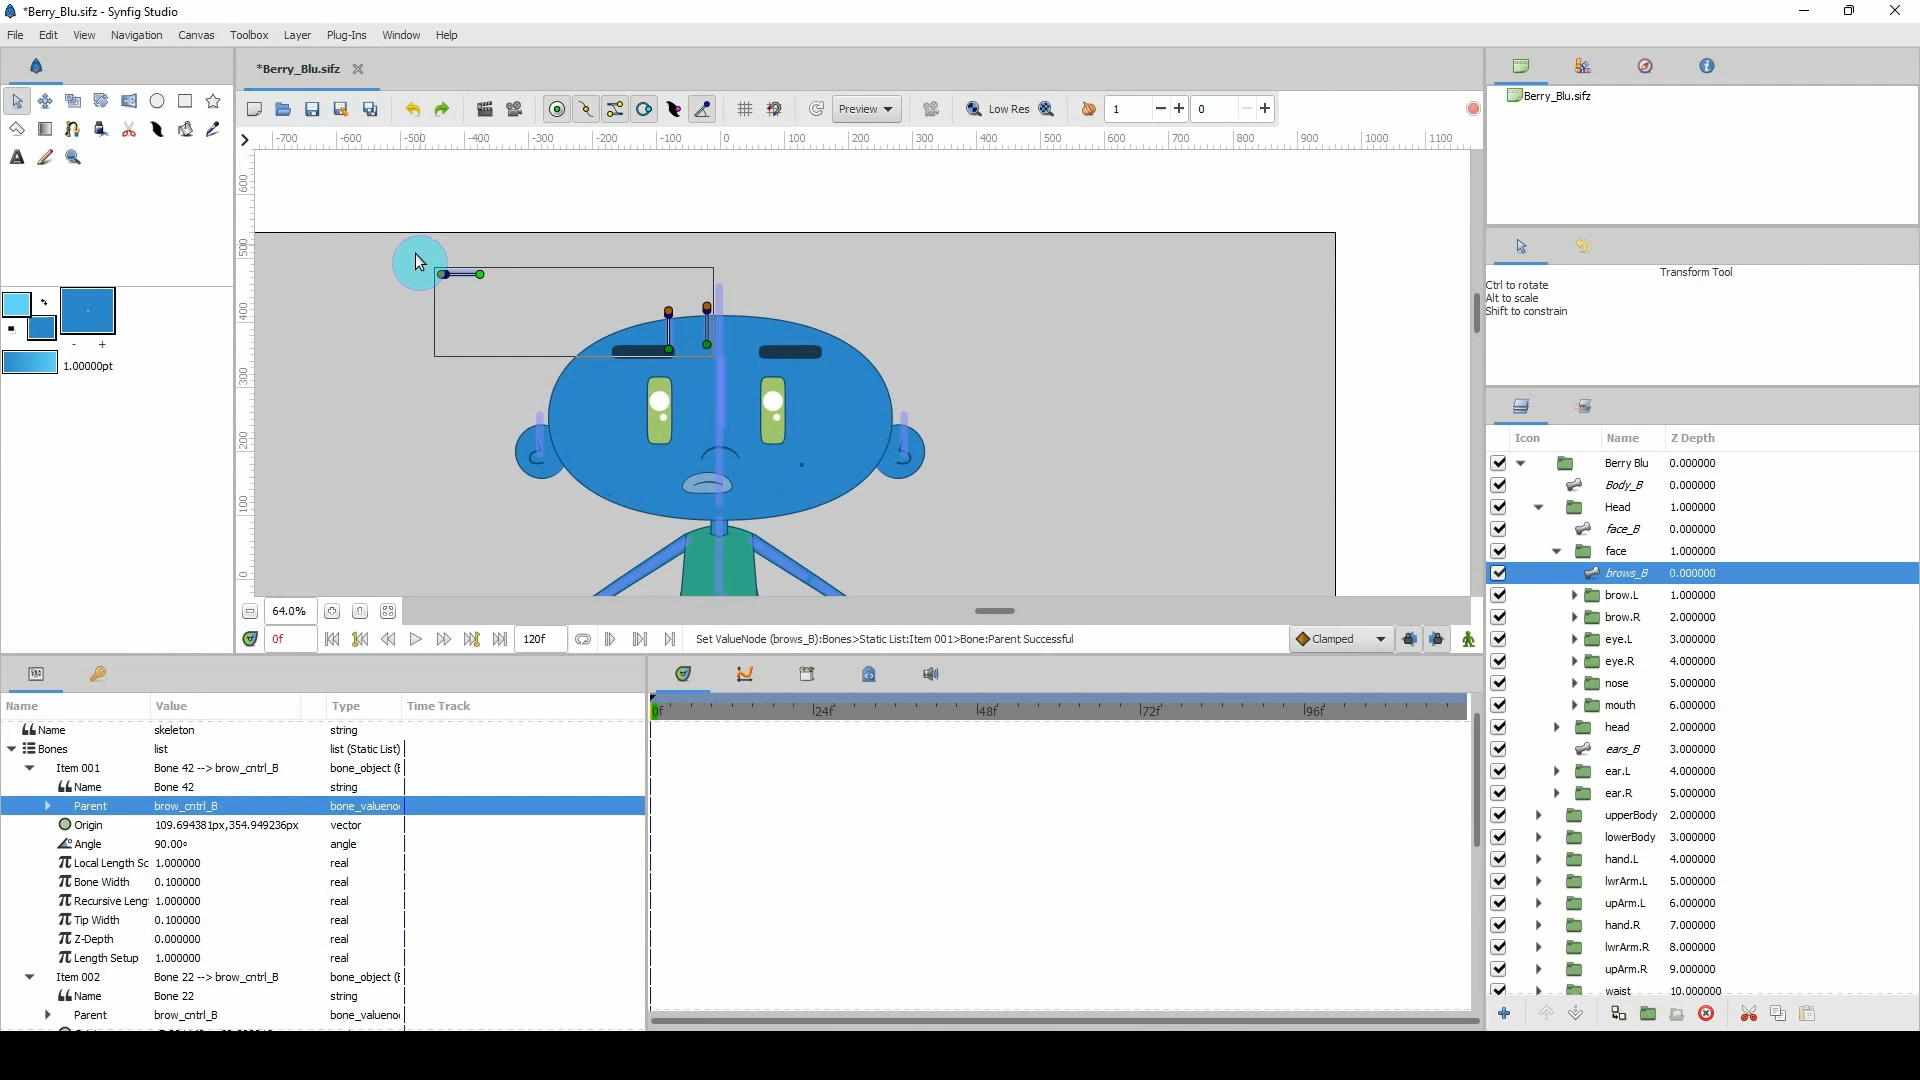 *Berry_Blu.sifz - Synfig Studio
File Edit View Navigation Canvas Toolbox Layer Plug-Ins Window Help
*Berry_Blu.sifz
Preview Low Res 1 0
-700 -600 -500 -400 -300 -200 -100 0 100 200 300 400 500 600 700 800 900 1000 1100
600
500
400
300
200
100
0
1.00000pt
Berry_Blu.sifz
Transform Tool
Ctrl to rotate
Alt to scale
Shift to constrain
Icon Name Z Depth
Berry Blu 0.000000
Body_B 0.000000
Head 1.000000
face_B 0.000000
face 1.000000
brows_B 0.000000
brow.L 1.000000
brow.R 2.000000
eye.L 3.000000
eye.R 4.000000
nose 5.000000
mouth 6.000000
head 2.000000
ears_B 3.000000
ear.L 4.000000
ear.R 5.000000
upperBody 2.000000
lowerBody 3.000000
hand.L 4.000000
lwrArm.L 5.000000
upArm.L 6.000000
hand.R 7.000000
lwrArm.R 8.000000
upArm.R 9.000000
waist 10.000000
64.0%
0f 120f Set ValueNode (brows_B):Bones>Static List:Item 001>Bone:Parent Successful Clamped
Name Value Type Time Track
Name skeleton string
Bones list list (Static List)
Item 001 Bone 42 --> brow_cntrl_B bone_object (E
Name Bone 42 string
Parent brow_cntrl_B bone_valueno
Origin 109.694381px,354.949236px vector
Angle 90.00° angle
Local Length Sc 1.000000 real
Bone Width 0.100000 real
Recursive Leng 1.000000 real
Tip Width 0.100000 real
Z-Depth 0.000000 real
Length Setup 1.000000 real
Item 002 Bone 22 --> brow_cntrl_B bone_object (E
Name Bone 22 string
Parent brow_cntrl_B bone_valueno
0f 24f 48f 72f 96f